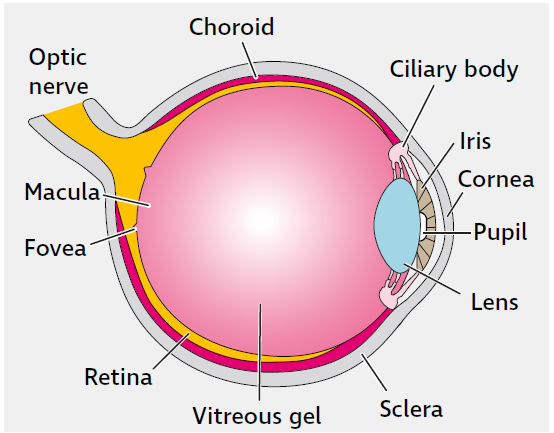 Choroid
Optic
nerve
Ciliary body
Iris
Cornea
Macula
Pupil
Fovea
Lens
Retina
Vitreous gel
Sclera